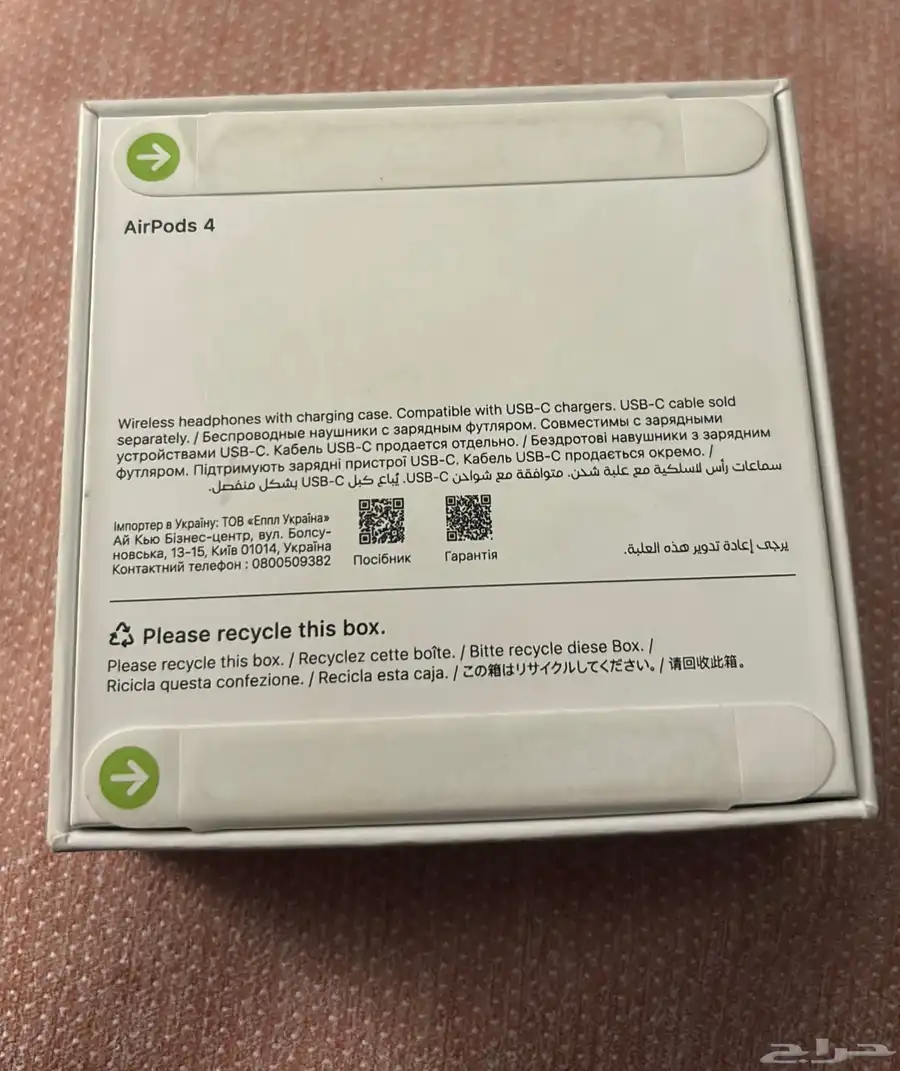 AirPods 4
Wireless headphones with charging case. Compatible with USB-C chargers. USB-C cable sold
separately. / Беспроводные наушники с зарядным футляром. Совместимы с зарядными
устройствами USB-C. Кабель USB-C продается отдельно. / Бездротові навушники з зарядним
футляром. Підтримують зарядні пристрої USB-C. Кабель USB-C продається окремо. /
سماعات رأس لاسلكية مع علبة شحن. متوافقة مع شواحن USB-C. يُباع كبل USB-C بشكل منفصل.
Імпортер в Україну: ТОВ «Еппл Україна»
Ай Кью Бізнес-центр, вул. Болсу-
новська, 13-15, Київ 01014, Україна
Контактний телефон : 0800509382
Посібник
Гарантія
يرجى إعادة تدوير هذه العلبة.
Please recycle this box.
Please recycle this box. / Recyclez cette boîte. / Bitte recycle diese Box. /
Ricicla questa confezione. / Recicla esta caja. / この箱はリサイクルしてください。/ 请回收此箱。
حراج